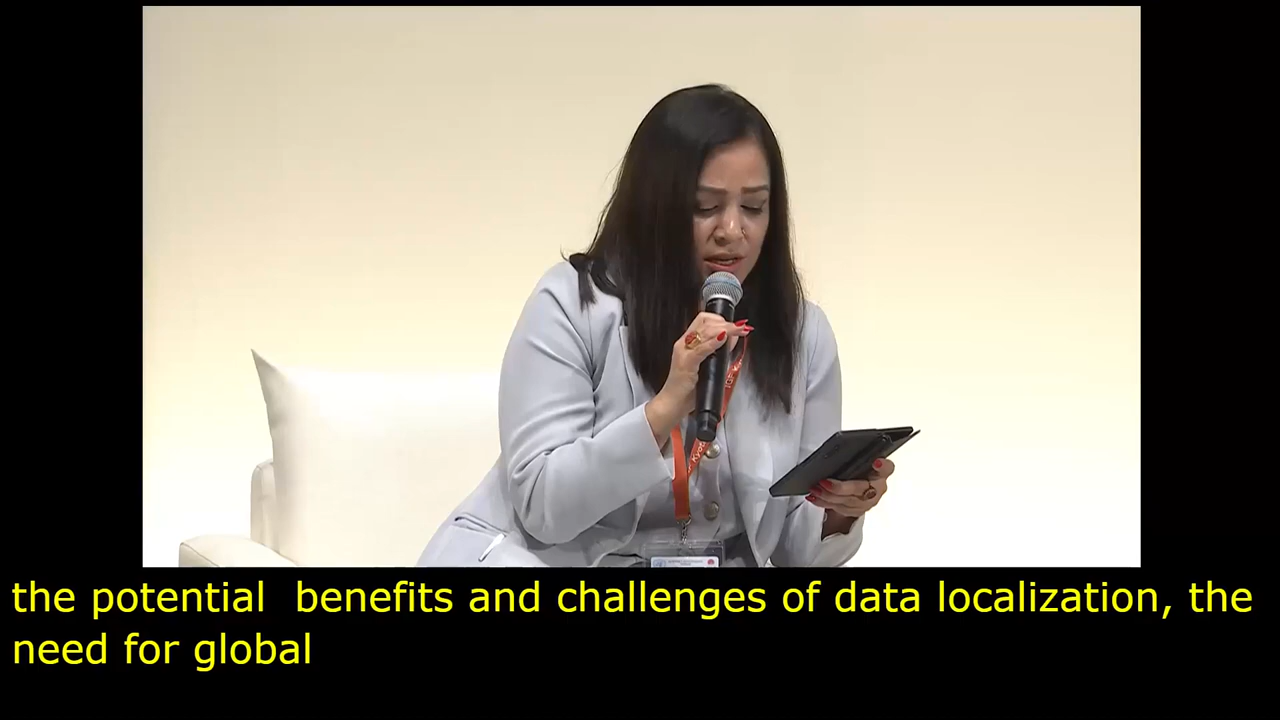 the potential  benefits and challenges of data localization, the
need for global